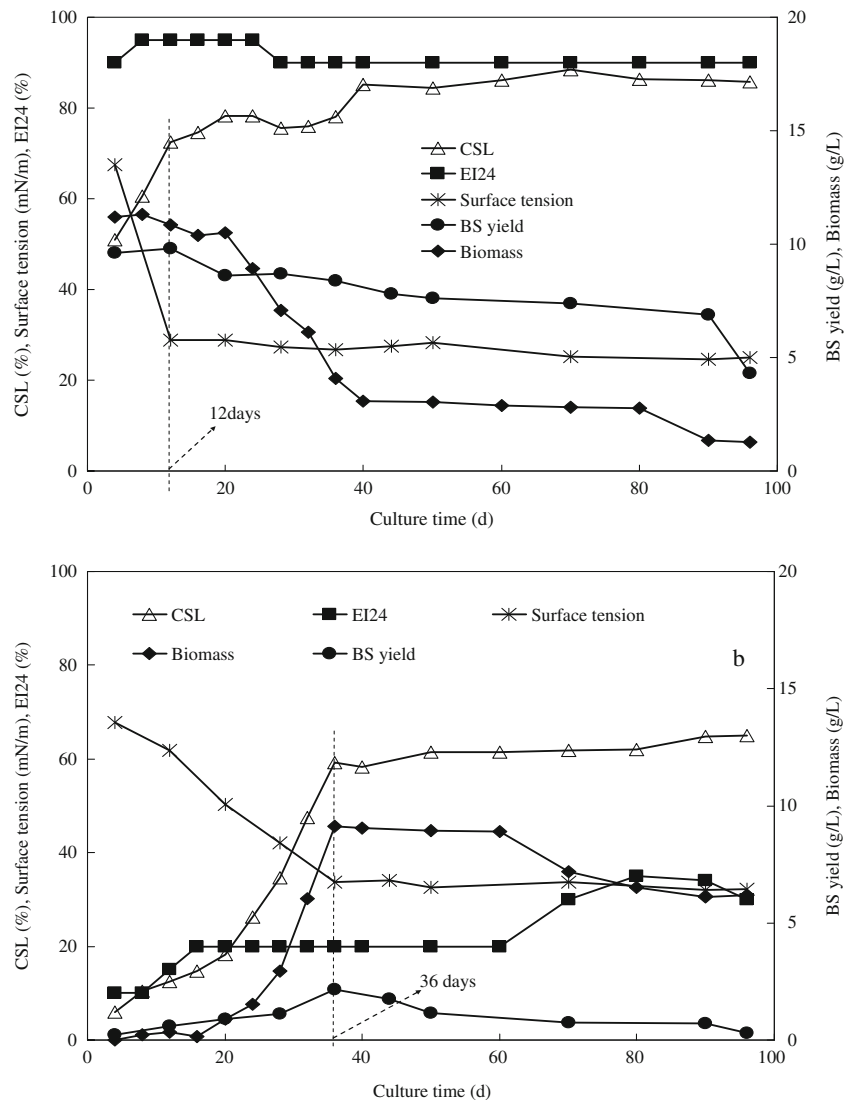 100
80
60
40
20
0
CSL (%), Surface tension (mN/m), EI24 (%)
20
15
10
5
0
BS yield (g/L), Biomass (g/L)
CSL
EI24
Surface tension
BS yield
Biomass
12days
0 20 40 60 80 100
Culture time (d)
100
80
60
40
20
0
CSL (%), Surface tension (mN/m), EI24 (%)
20
15
10
5
0
BS yield (g/L), Biomass (g/L)
CSL EI24 Surface tension
Biomass BS yield
b
36 days
0 20 40 60 80 100
Culture time (d)